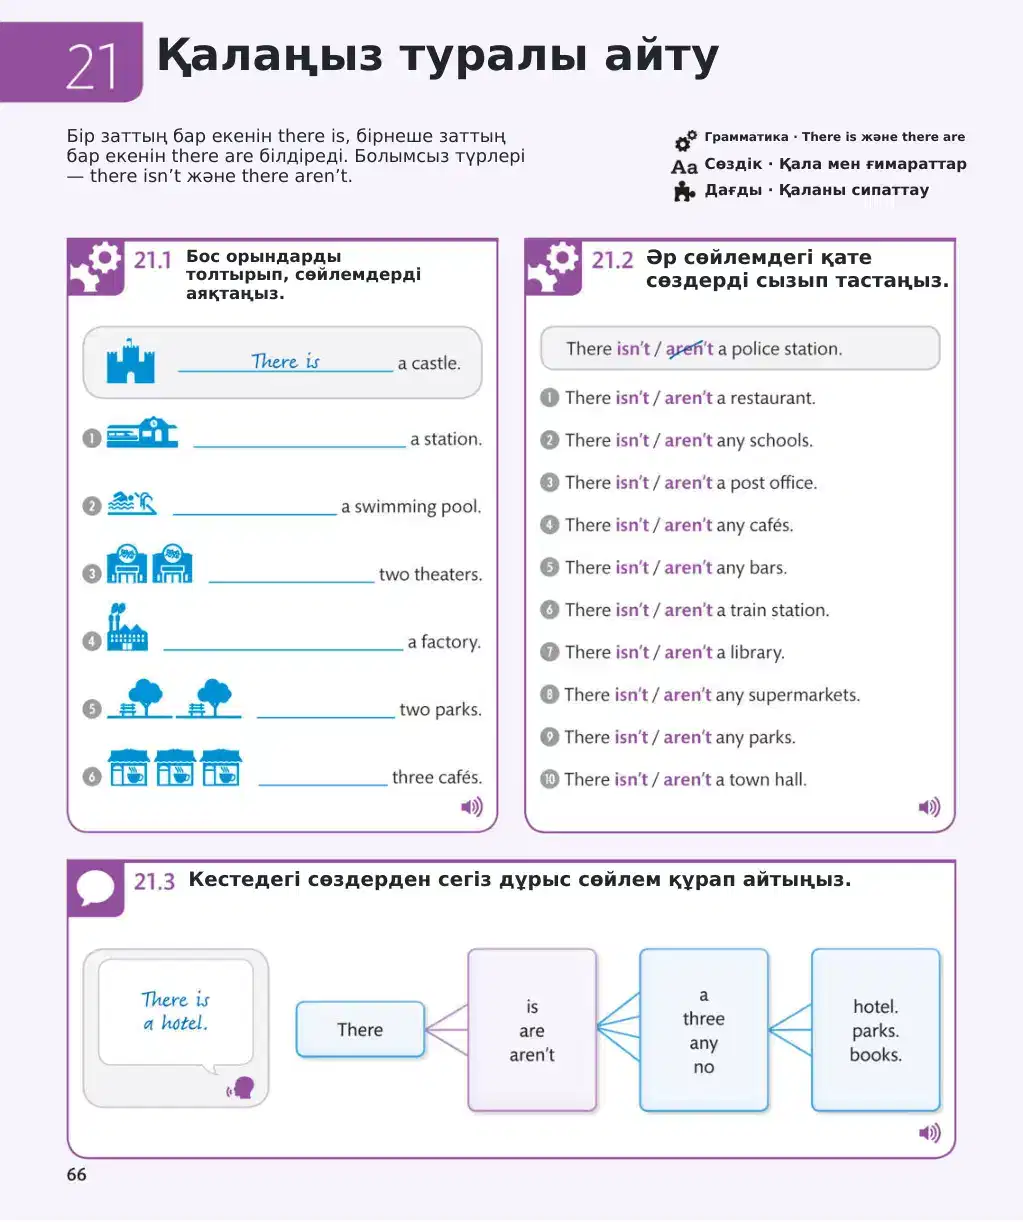 21
Қалаңыз туралы айту
Бір заттың бар екенін there is, бірнеше заттың
бар екенін there are білдіреді. Болымсыз түрлері
— there isn’t және there aren’t.
Грамматика · There is және there are
Aa Сөздік · Қала мен ғимараттар
Дағды · Қаланы сипаттау
21.1 Бос орындарды
толтырып, сөйлемдерді
аяқтаңыз.
There is a castle.
1 a station.
2 a swimming pool.
3 two theaters.
4 a factory.
5 two parks.
6 three cafés.
21.2 Әр сөйлемдегі қате
сөздерді сызып тастаңыз.
There isn’t / aren’t a police station.
1 There isn’t / aren’t a restaurant.
2 There isn’t / aren’t any schools.
3 There isn’t / aren’t a post office.
4 There isn’t / aren’t any cafés.
5 There isn’t / aren’t any bars.
6 There isn’t / aren’t a train station.
7 There isn’t / aren’t a library.
8 There isn’t / aren’t any supermarkets.
9 There isn’t / aren’t any parks.
10 There isn’t / aren’t a town hall.
21.3 Кестедегі сөздерден сегіз дұрыс сөйлем құрап айтыңыз.
There is
a hotel.
There
is
are
aren’t
a
three
any
no
hotel.
parks.
books.
66